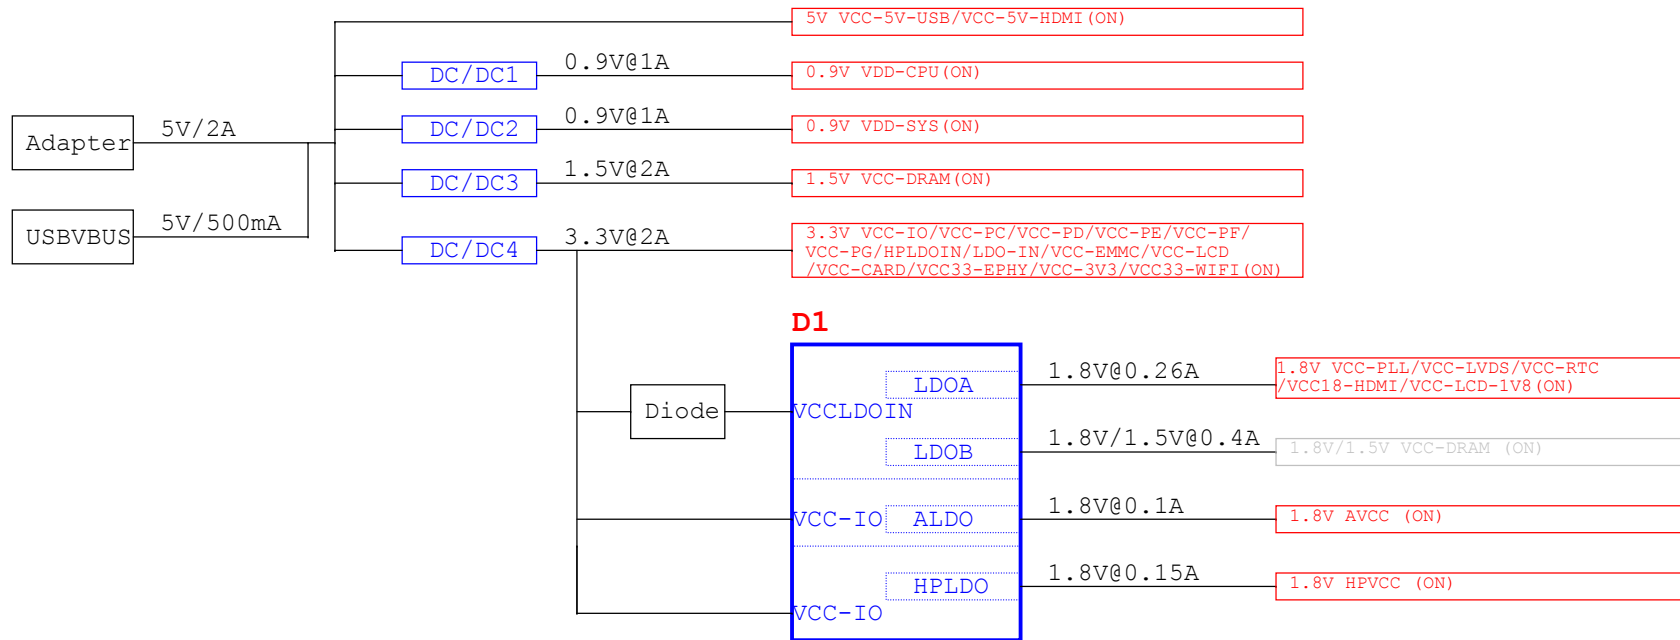 5V VCC-5V-USB/VCC-5V-HDMI(ON)
DC/DC1
0.9V@1A
0.9V VDD-CPU(ON)
Adapter
5V/2A
DC/DC2
0.9V@1A
0.9V VDD-SYS(ON)
DC/DC3
1.5V@2A
1.5V VCC-DRAM(ON)
USBVBUS
5V/500mA
DC/DC4
3.3V@2A
3.3V VCC-IO/VCC-PC/VCC-PD/VCC-PE/VCC-PF/
VCC-PG/HPLDOIN/LDO-IN/VCC-EMMC/VCC-LCD
/VCC-CARD/VCC33-EPHY/VCC-3V3/VCC33-WIFI(ON)
D1
LDOA
1.8V@0.26A
1.8V VCC-PLL/VCC-LVDS/VCC-RTC
/VCC18-HDMI/VCC-LCD-1V8(ON)
Diode
VCCLDOIN
LDOB
1.8V/1.5V@0.4A
1.8V/1.5V VCC-DRAM (ON)
VCC-IO
ALDO
1.8V@0.1A
1.8V AVCC (ON)
HPLDO
1.8V@0.15A
1.8V HPVCC (ON)
VCC-IO